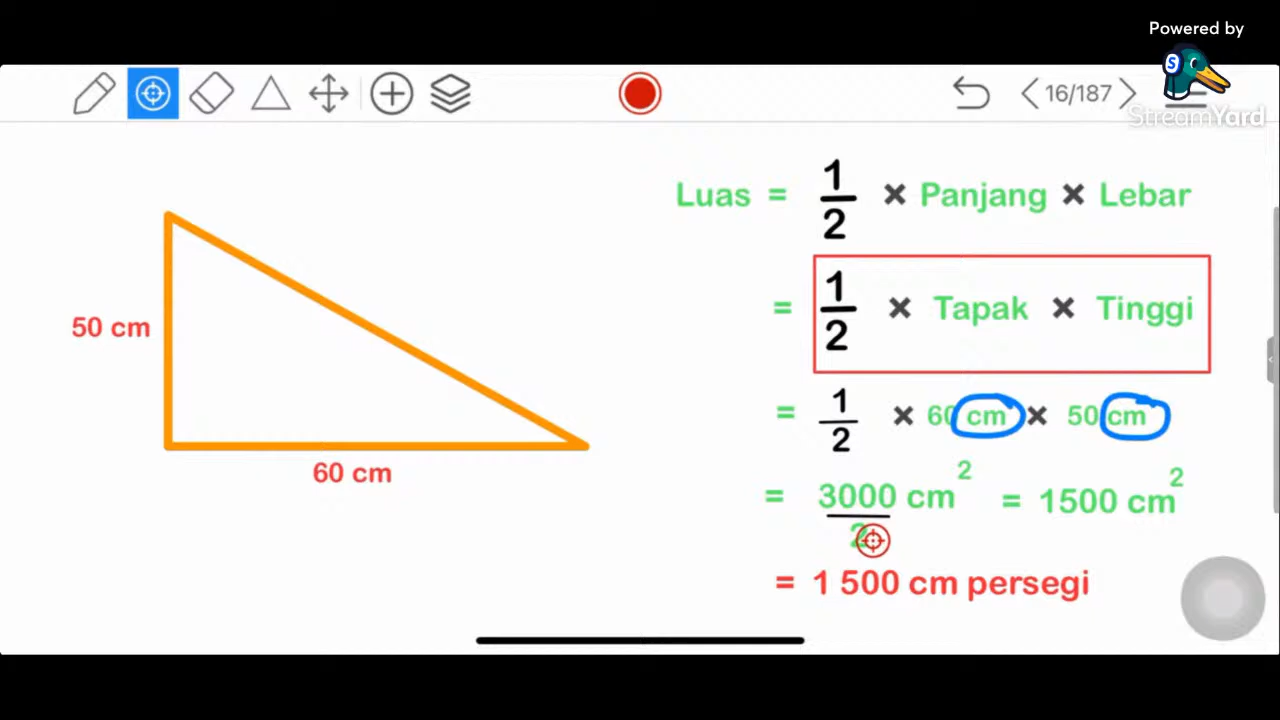 Powered by
StreamYard
16/187
Luas = 1/2 × Panjang × Lebar
= 1/2 × Tapak × Tinggi
50 cm
= 1/2 × 60 cm × 50 cm
60 cm
= 3000/2 cm² = 1500 cm²
= 1 500 cm persegi